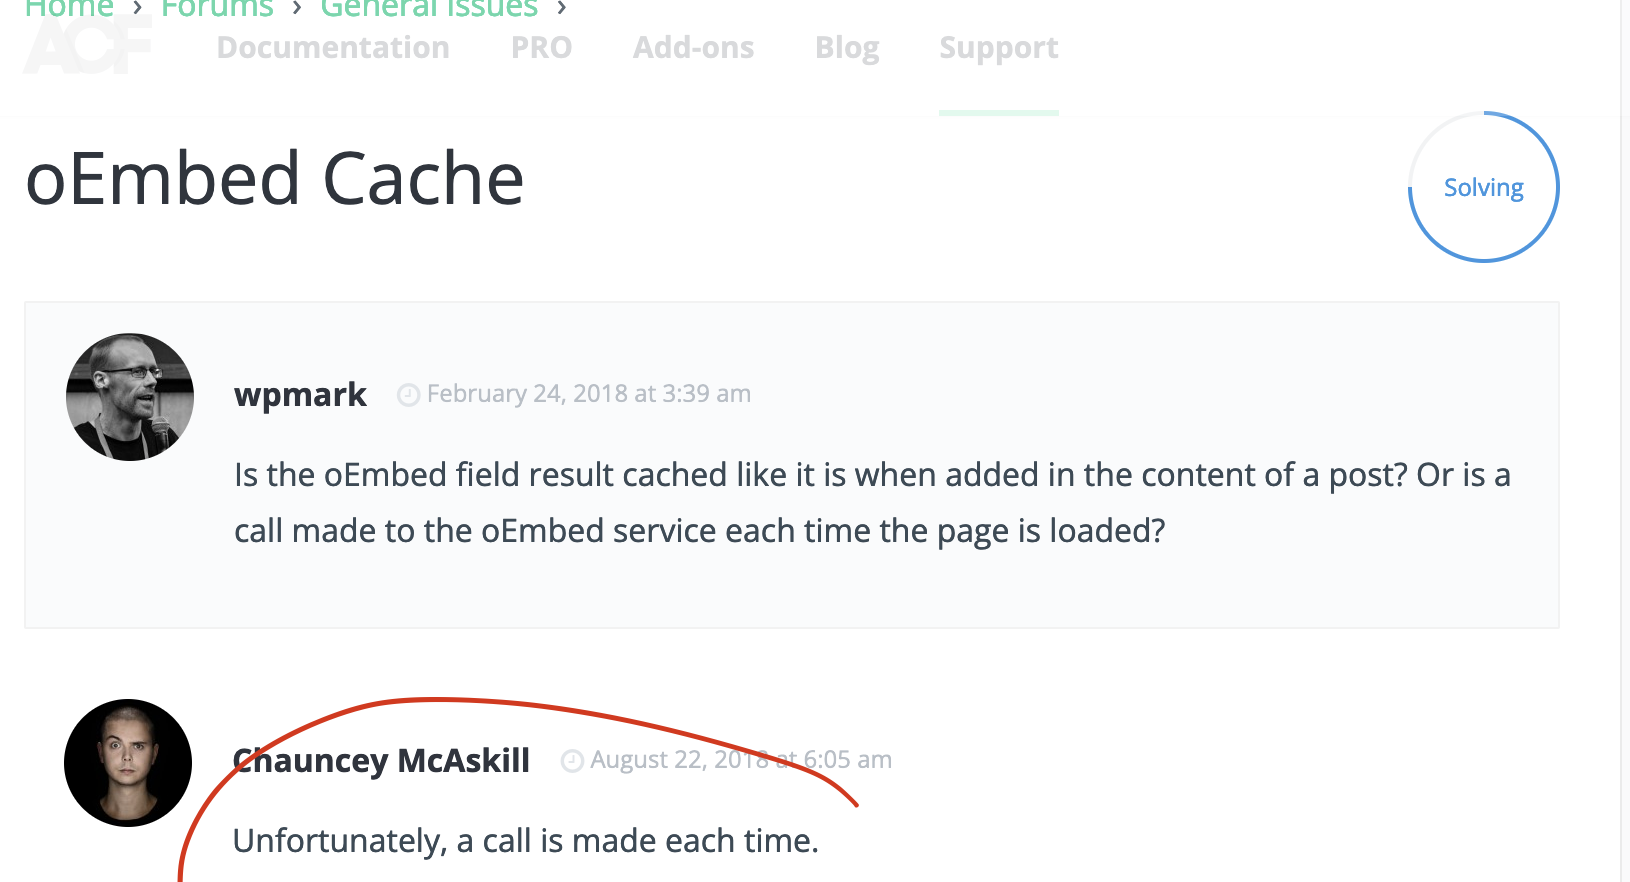 Home › Forums › General Issues ›
ACF Documentation PRO Add-ons Blog Support
oEmbed Cache
Solving
wpmark February 24, 2018 at 3:39 am
Is the oEmbed field result cached like it is when added in the content of a post? Or is a
call made to the oEmbed service each time the page is loaded?
Chauncey McAskill August 22, 2018 at 6:05 am
Unfortunately, a call is made each time.